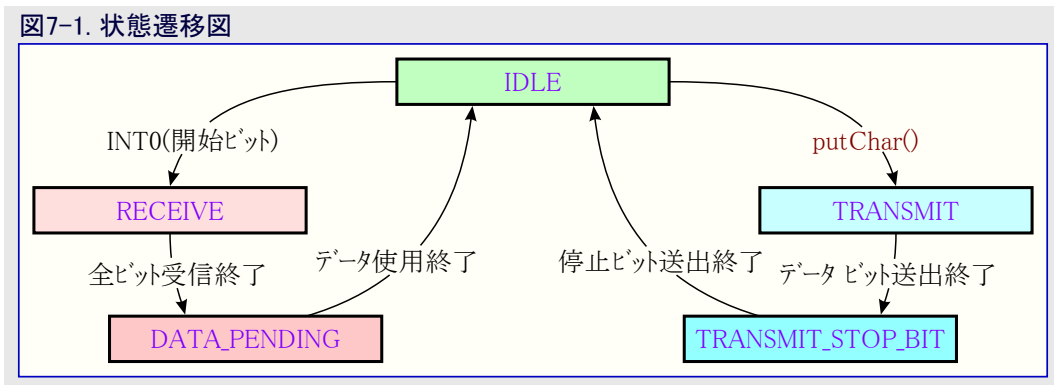 図7-1. 状態遷移図
IDLE
INT0(開始ﾋﾞｯﾄ)
putChar()
RECEIVE
TRANSMIT
全ﾋﾞｯﾄ受信終了
ﾃﾞｰﾀ使用終了
停止ﾋﾞｯﾄ送出終了
ﾃﾞｰﾀ ﾋﾞｯﾄ送出終了
DATA_PENDING
TRANSMIT_STOP_BIT